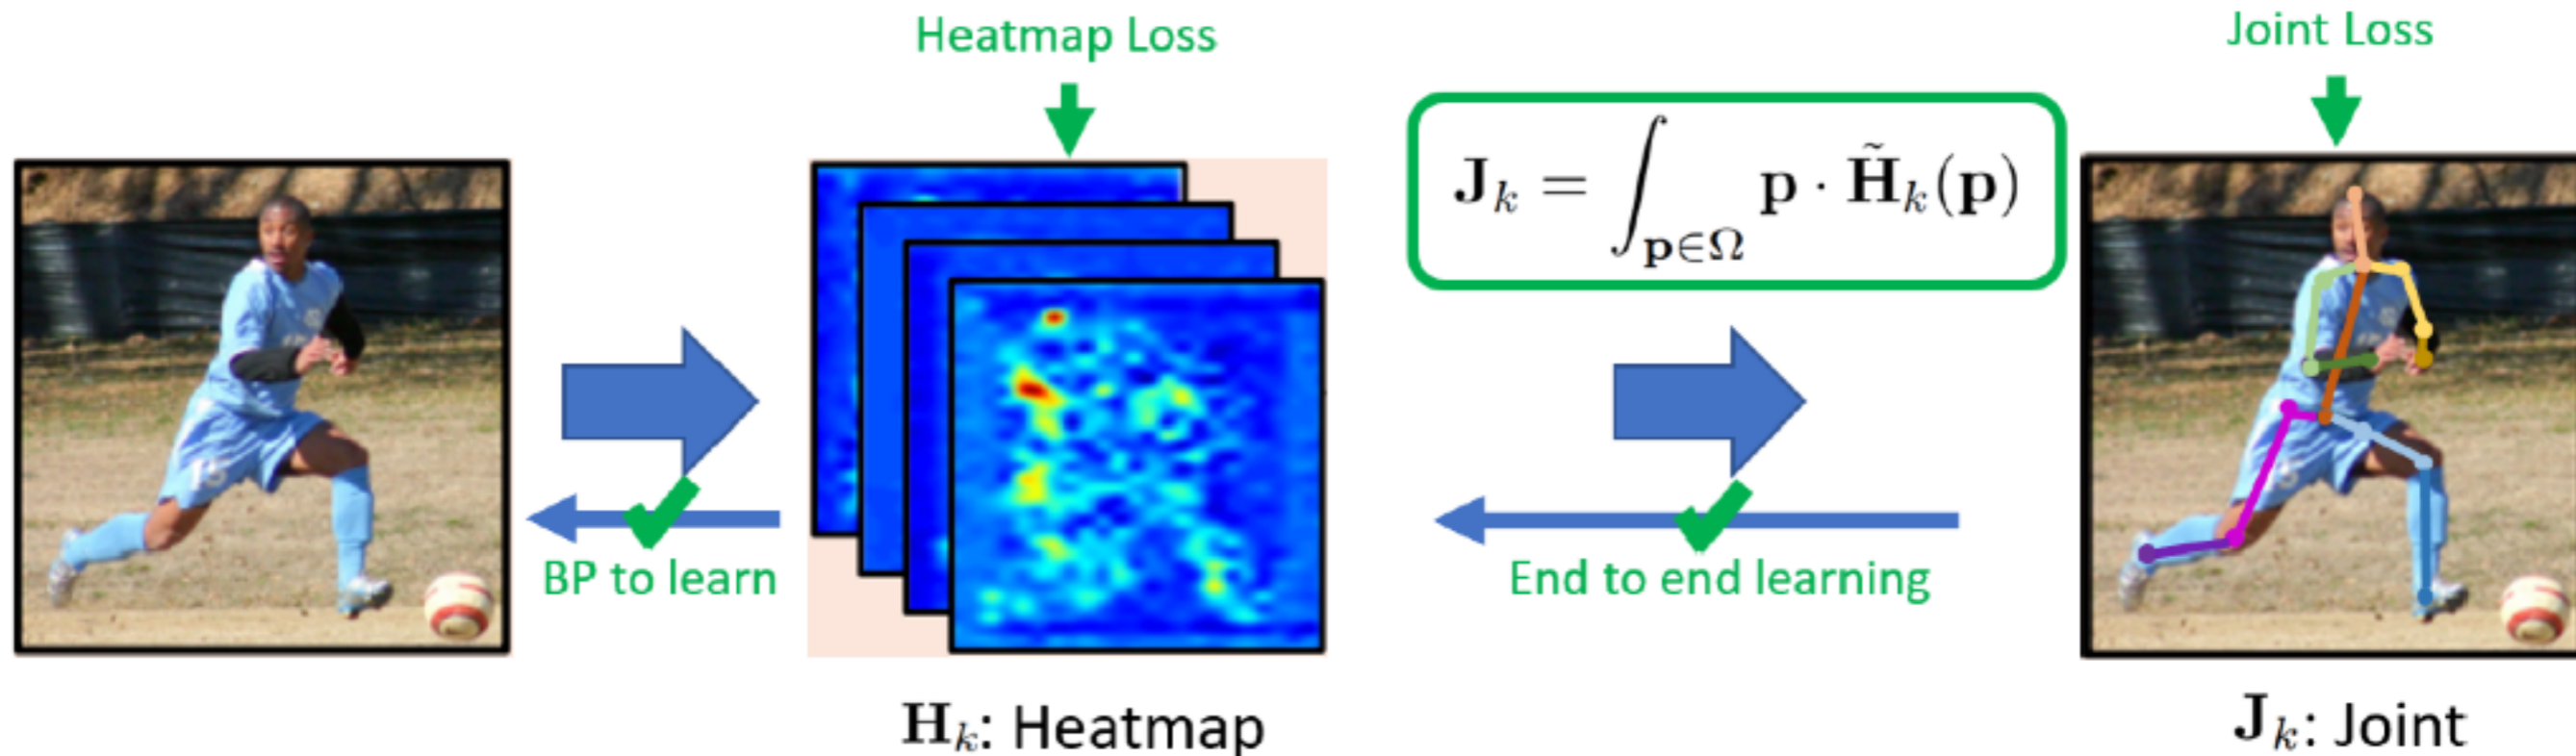 Heatmap Loss
Joint Loss
J_k = ∫_{p∈Ω} p · H̃_k(p)
BP to learn
End to end learning
H_k: Heatmap
J_k: Joint